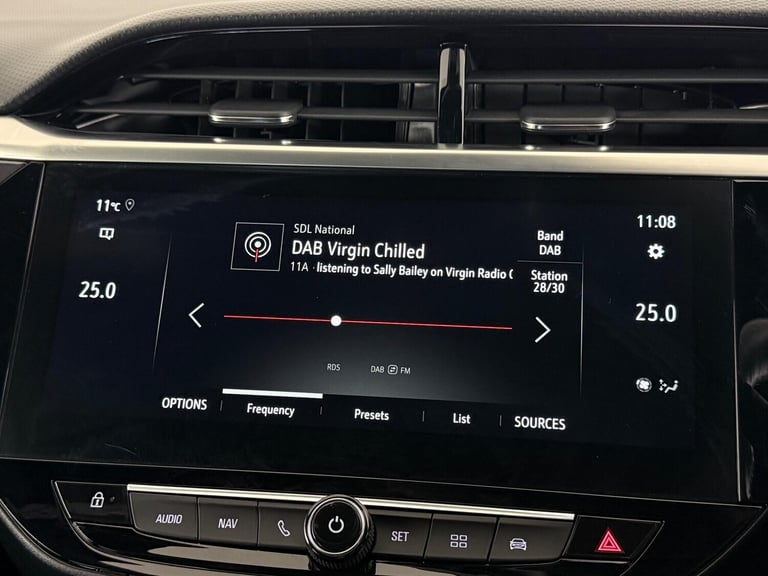 11°C
11:08
SDL National
DAB Virgin Chilled
11A · listening to Sally Bailey on Virgin Radio C
Band
DAB
Station
28/30
25.0
25.0
RDS
DAB FM
OPTIONS
Frequency
Presets
List
SOURCES
AUDIO
NAV
SET